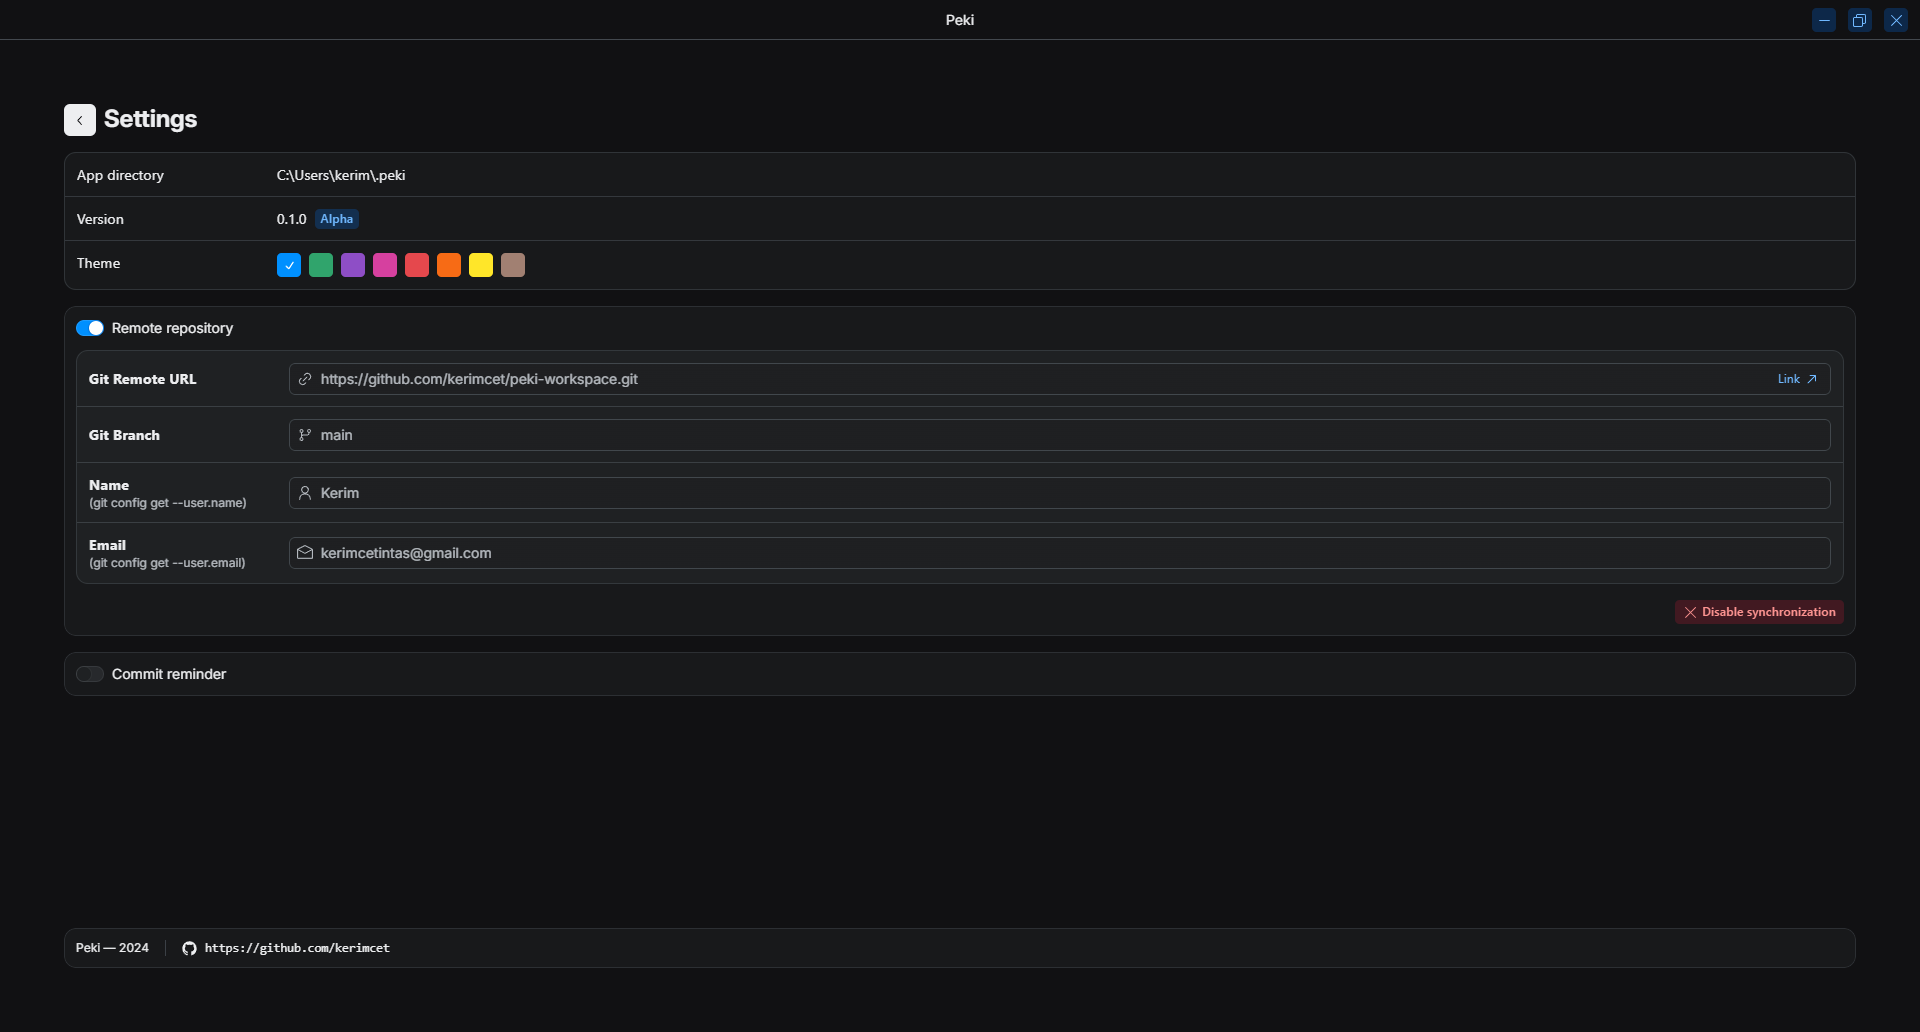 Peki
Settings
App directory C:\Users\kerim\.peki
Version 0.1.0 Alpha
Theme
Remote repository
Git Remote URL https://github.com/kerimcet/peki-workspace.git Link
Git Branch main
Name
(git config get --user.name) Kerim
Email
(git config get --user.email) kerimcetintas@gmail.com
Disable synchronization
Commit reminder
Peki — 2024 https://github.com/kerimcet